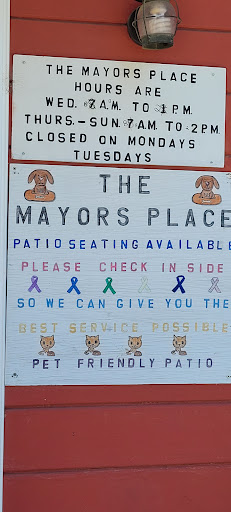 THE MAYORS PLACE
HOURS ARE
WED. 7A.M. TO 1P.M.
THURS.-SUN. 7A.M. TO 2P.M.
CLOSED ON MONDAYS
TUESDAYS
THE
MAYORS PLACE
PATIO SEATING AVAILABLE
PLEASE CHECK IN SIDE
SO WE CAN GIVE YOU THE
BEST SERVICE POSSIBLE
PET FRIENDLY PATIO